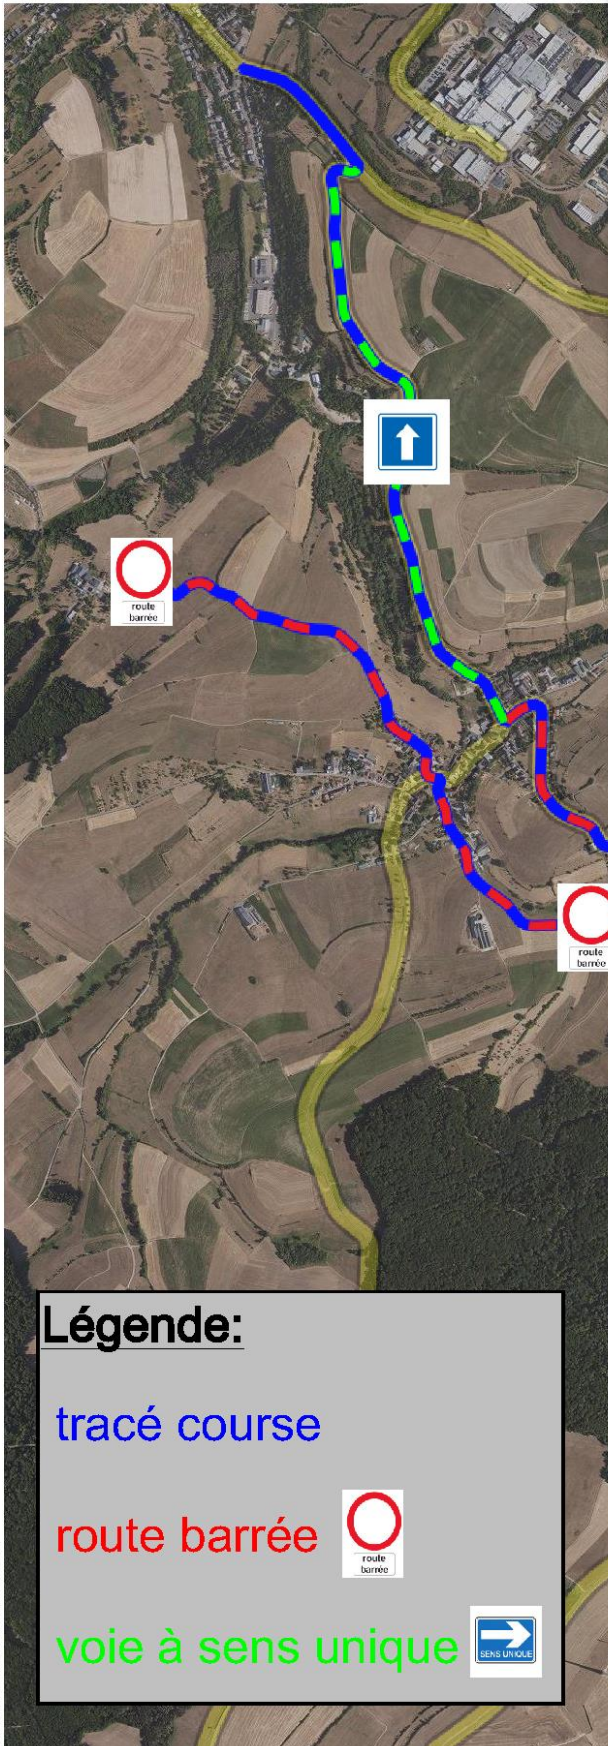 route
barrée
route
barrée
Légende:
tracé course
route barrée
route
barrée
voie à sens unique
SENS UNIQUE